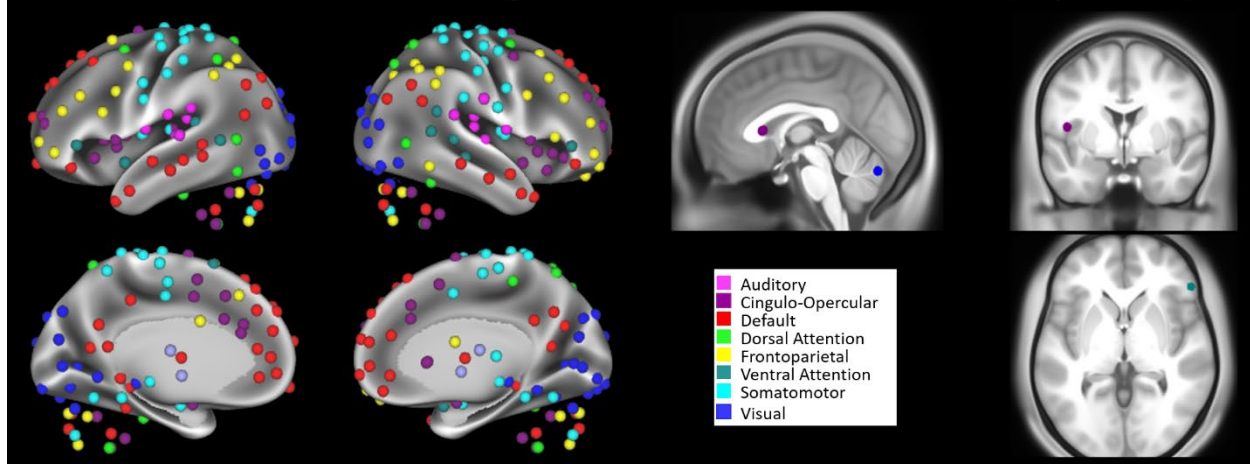 Auditory
Cingulo-Opercular
Default
Dorsal Attention
Frontoparietal
Ventral Attention
Somatomotor
Visual